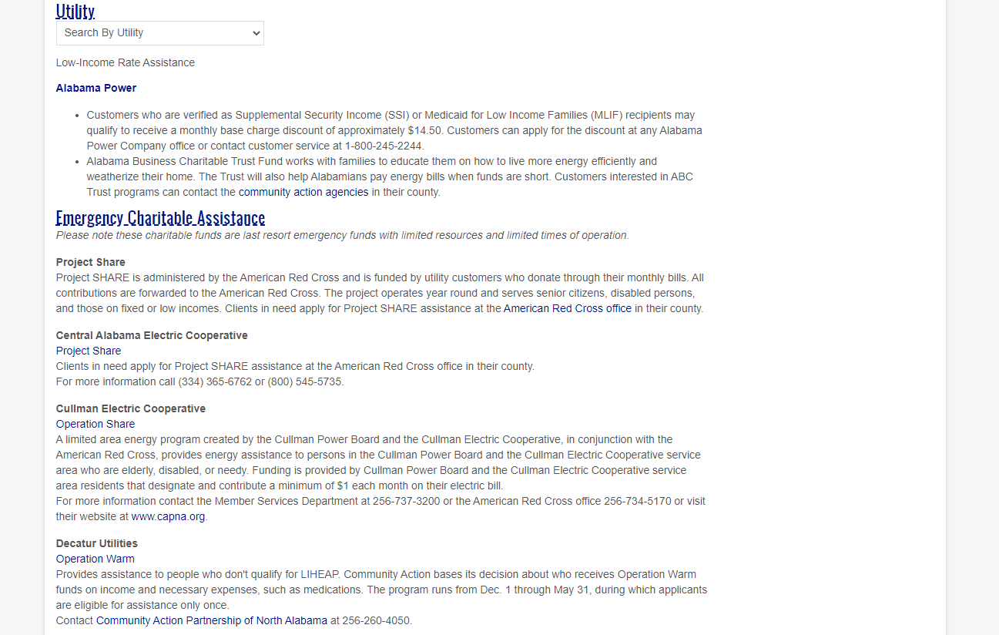 Utility
Search By Utility
Low-Income Rate Assistance
Alabama Power
• Customers who are verified as Supplemental Security Income (SSI) or Medicaid for Low Income Families (MLIF) recipients may
qualify to receive a monthly base charge discount of approximately $14.50. Customers can apply for the discount at any Alabama
Power Company office or contact customer service at 1-800-245-2244.
• Alabama Business Charitable Trust Fund works with families to educate them on how to live more energy efficiently and
weatherize their home. The Trust will also help Alabamians pay energy bills when funds are short. Customers interested in ABC
Trust programs can contact the community action agencies in their county.
Emergency Charitable Assistance
Please note these charitable funds are last resort emergency funds with limited resources and limited times of operation.
Project Share
Project SHARE is administered by the American Red Cross and is funded by utility customers who donate through their monthly bills. All
contributions are forwarded to the American Red Cross. The project operates year round and serves senior citizens, disabled persons,
and those on fixed or low incomes. Clients in need apply for Project SHARE assistance at the American Red Cross office in their county.
Central Alabama Electric Cooperative
Project Share
Clients in need apply for Project SHARE assistance at the American Red Cross office in their county.
For more information call (334) 365-6762 or (800) 545-5735.
Cullman Electric Cooperative
Operation Share
A limited area energy program created by the Cullman Power Board and the Cullman Electric Cooperative, in conjunction with the
American Red Cross, provides energy assistance to persons in the Cullman Power Board and the Cullman Electric Cooperative service
area who are elderly, disabled, or needy. Funding is provided by Cullman Power Board and the Cullman Electric Cooperative service
area residents that designate and contribute a minimum of $1 each month on their electric bill.
For more information contact the Member Services Department at 256-737-3200 or the American Red Cross office 256-734-5170 or visit
their website at www.capna.org.
Decatur Utilities
Operation Warm
Provides assistance to people who don't qualify for LIHEAP. Community Action bases its decision about who receives Operation Warm
funds on income and necessary expenses, such as medications. The program runs from Dec. 1 through May 31, during which applicants
are eligible for assistance only once.
Contact Community Action Partnership of North Alabama at 256-260-4050.